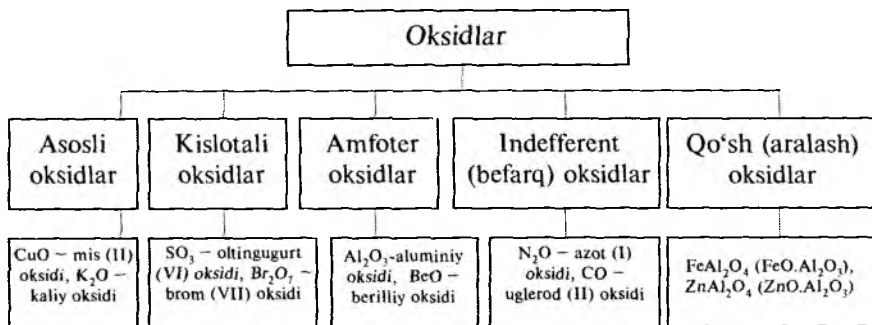 Oksidlar
Asosli
oksidlar
Kislotali
oksidlar
Amfoter
oksidlar
Indefferent
(befarq) oksidlar
Qo‘sh (aralash)
oksidlar
CuO – mis (II)
oksidi, K₂O –
kaliy oksidi
SO₃ – oltingugurt
(VI) oksidi, Br₂O₇ –
brom (VII) oksidi
Al₂O₃-aluminiy
oksidi, BeO –
berilliy oksidi
N₂O – azot (I)
oksidi, CO –
uglerod (II) oksidi
FeAl₂O₄ (FeO.Al₂O₃),
ZnAl₂O₄ (ZnO.Al₂O₃)